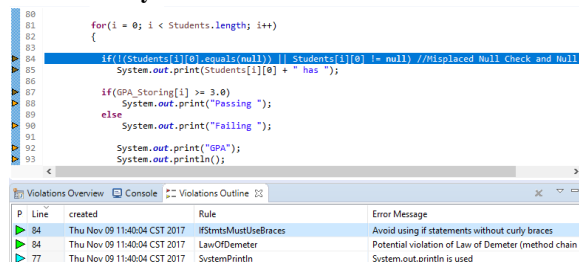 80
81 for(i = 0; i < Students.length; i++)
82 {
83
84 if(!(Students[i][0].equals(null)) || Students[i][0] != null) //Misplaced Null Check and Null
85 System.out.print(Students[i][0] + " has ");
86
87 if(GPA_Storing[i] >= 3.0)
88 System.out.print("Passing ");
89 else
90 System.out.print("Failing ");
91
92 System.out.print("GPA");
93 System.out.println();
Violations Overview Console Violations Outline
P Line created Rule Error Message
84 Thu Nov 09 11:40:04 CST 2017 IfStmtsMustUseBraces Avoid using if statements without curly braces
84 Thu Nov 09 11:40:04 CST 2017 LawOfDemeter Potential violation of Law of Demeter (method chain
77 Thu Nov 09 11:40:04 CST 2017 SystemPrintln System.out.println is used